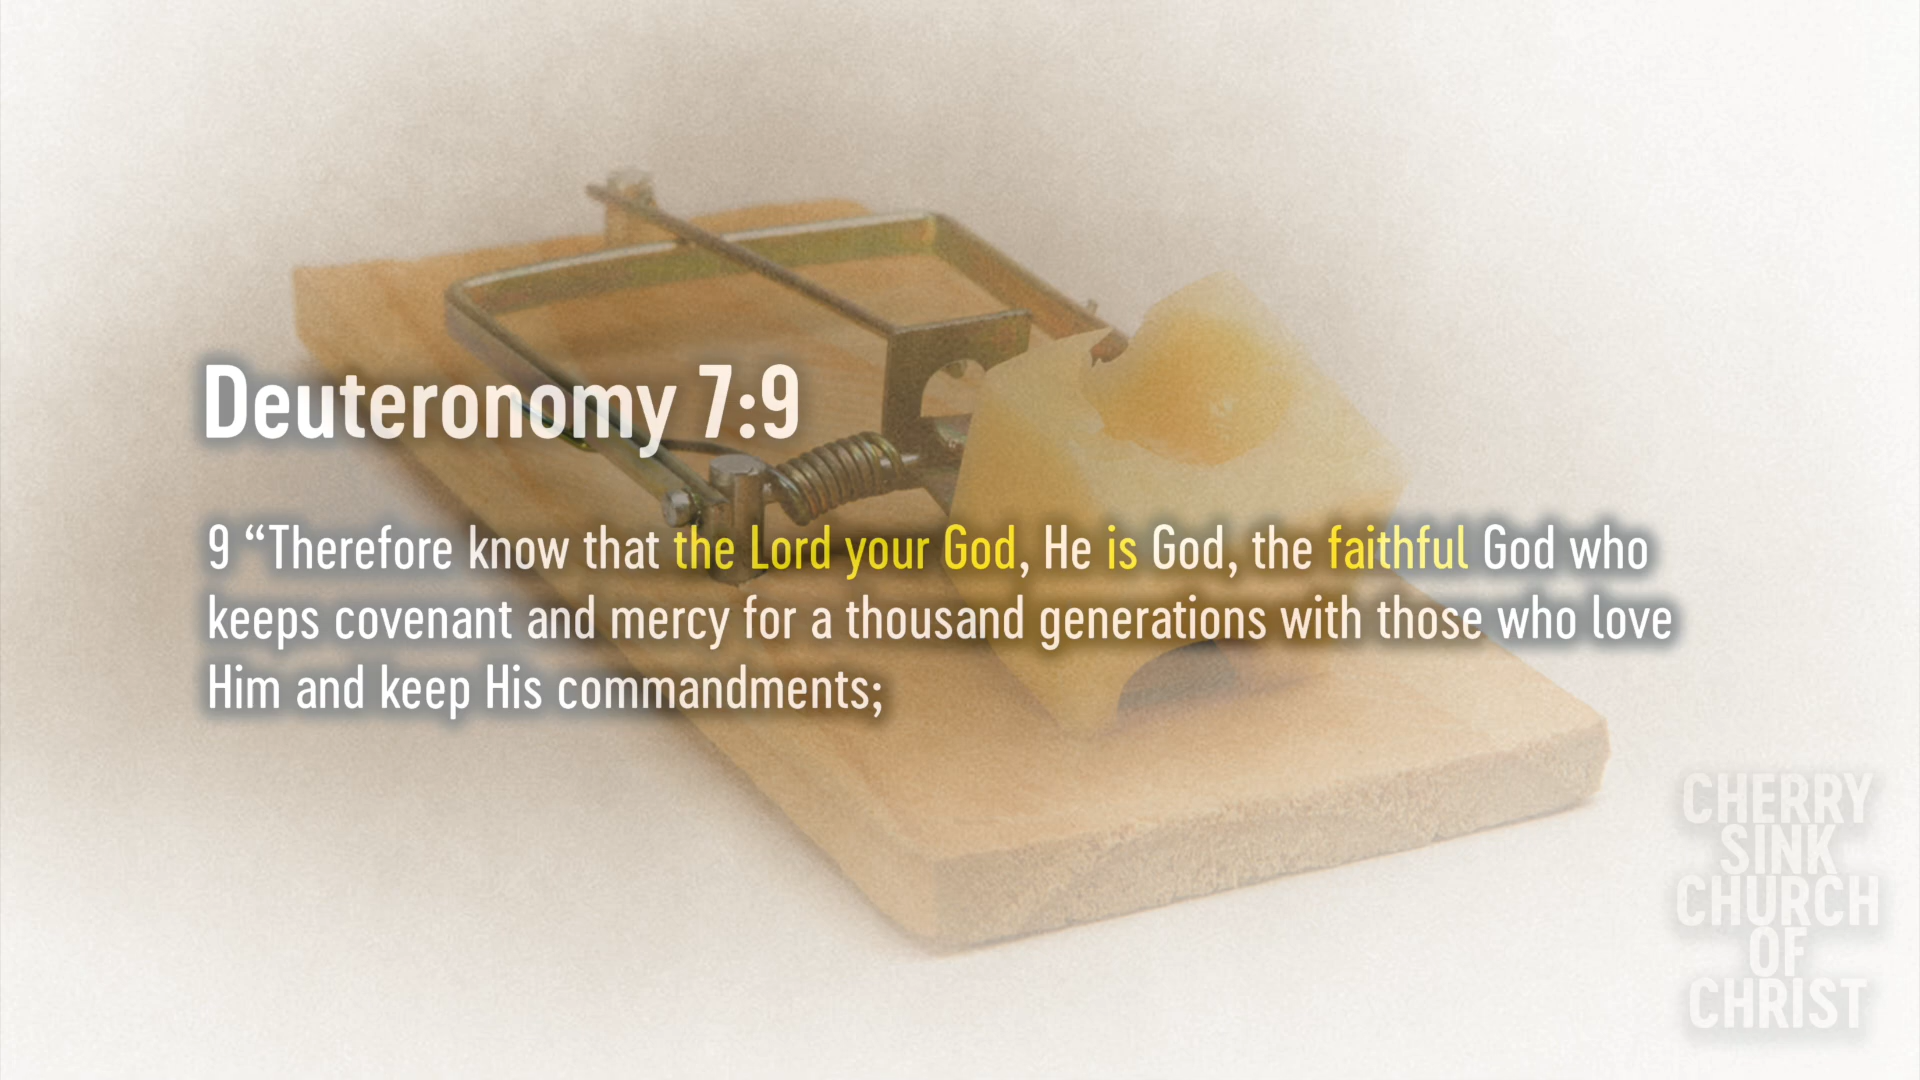 Deuteronomy 7:9
9 “Therefore know that the Lord your God, He is God, the faithful God who
keeps covenant and mercy for a thousand generations with those who love
Him and keep His commandments;
CHERRY
SINK
CHURCH
OF
CHRIST